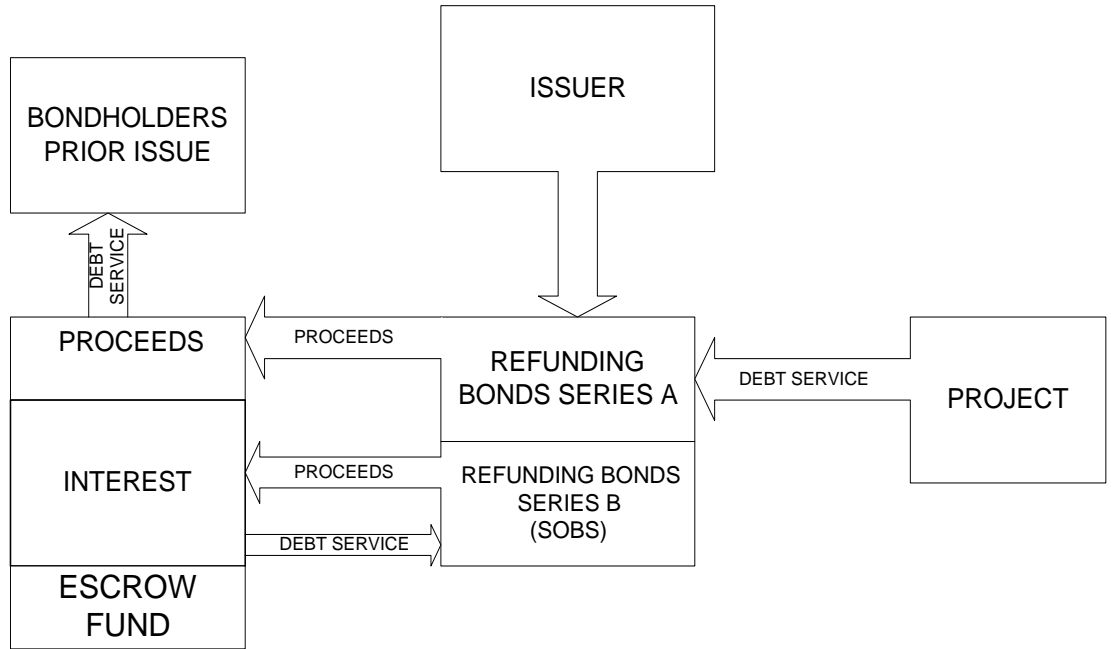 ISSUER
BONDHOLDERS
PRIOR ISSUE
DEBT
SERVICE
PROCEEDS
PROCEEDS
REFUNDING
BONDS SERIES A
DEBT SERVICE
PROJECT
INTEREST
PROCEEDS
REFUNDING BONDS
SERIES B
(SOBS)
DEBT SERVICE
ESCROW
FUND